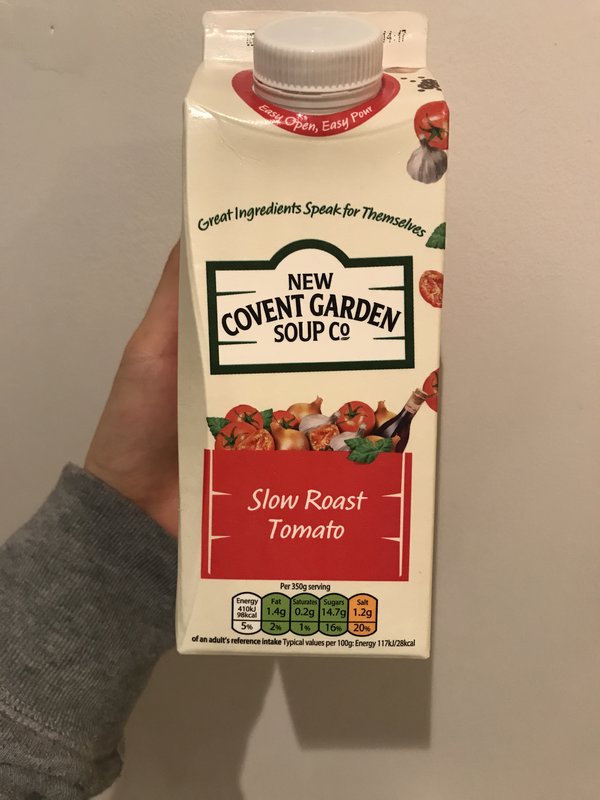 14:17
Easy Open, Easy Pour
Great Ingredients Speak for Themselves
NEW
COVENT GARDEN
SOUP Co
Slow Roast
Tomato
Per 350g serving
Energy Fat Saturates Sugars Salt
410kJ
98kcal 1.4g 0.2g 14.7g 1.2g
5% 2% 1% 16% 20%
of an adult's reference intake Typical values per 100g: Energy 117kJ/28kcal